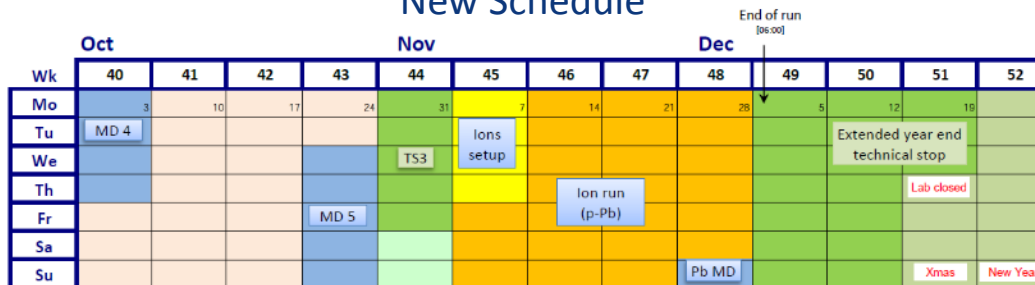 New Schedule
End of run
[06:00]
Oct Nov Dec
Wk 40 41 42 43 44 45 46 47 48 49 50 51 52
Mo 3 10 17 24 31 7 14 21 28 5 12 19
Tu MD 4 Ions setup Extended year end technical stop
We TS3
Th Ion run (p-Pb) Lab closed
Fr MD 5
Sa
Su Pb MD Xmas New Yea